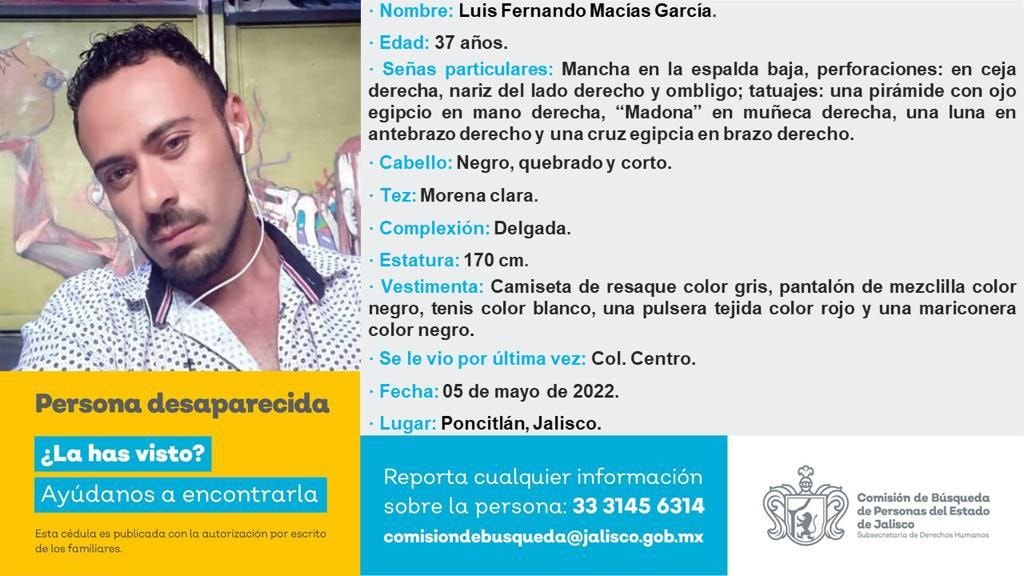 · Nombre: Luis Fernando Macías García.
· Edad: 37 años.
· Señas particulares: Mancha en la espalda baja, perforaciones: en ceja
derecha, nariz del lado derecho y ombligo; tatuajes: una pirámide con ojo
egipcio en mano derecha, “Madona” en muñeca derecha, una luna en
antebrazo derecho y una cruz egipcia en brazo derecho.
· Cabello: Negro, quebrado y corto.
· Tez: Morena clara.
· Complexión: Delgada.
· Estatura: 170 cm.
· Vestimenta: Camiseta de resaque color gris, pantalón de mezclilla color
negro, tenis color blanco, una pulsera tejida color rojo y una mariconera
color negro.
· Se le vio por última vez: Col. Centro.
· Fecha: 05 de mayo de 2022.
· Lugar: Poncitlán, Jalisco.
Persona desaparecida
¿La has visto?
Ayúdanos a encontrarla
Esta cédula es publicada con la autorización por escrito
de los familiares.
Reporta cualquier información
sobre la persona: 33 3145 6314
comisiondebusqueda@jalisco.gob.mx
Comisión de Búsqueda
de Personas del Estado
de Jalisco
Subsecretaría de Derechos Humanos